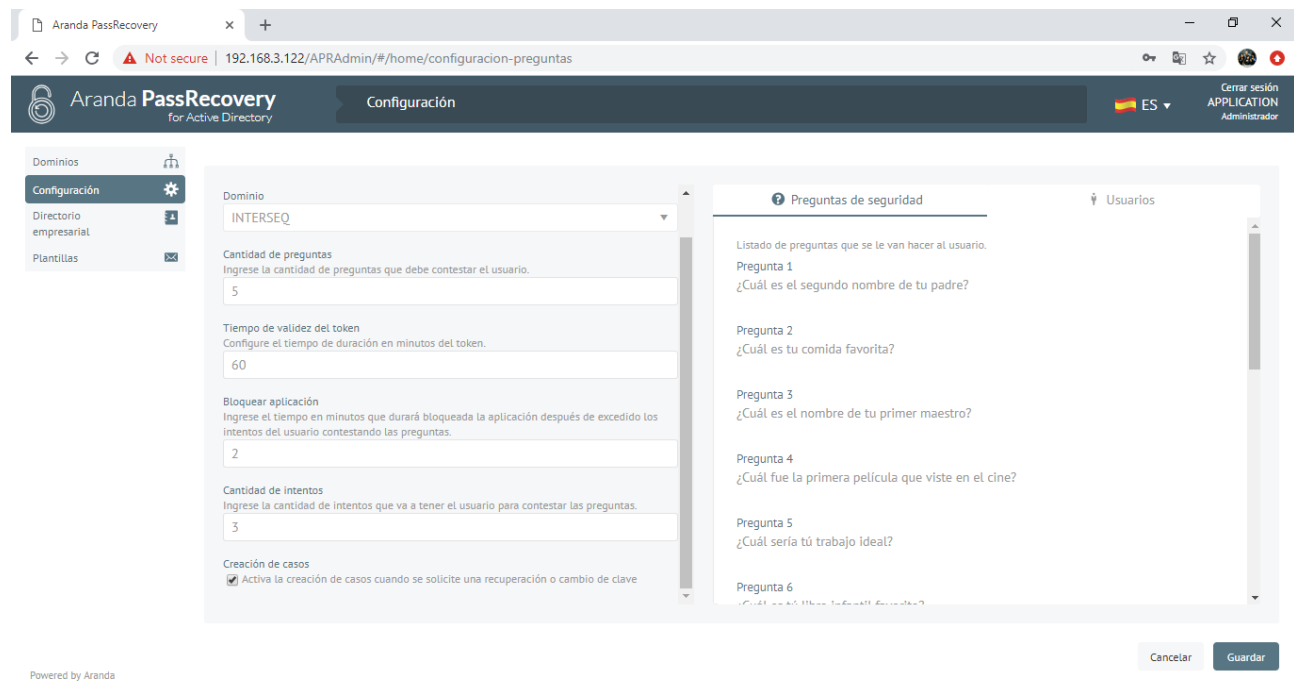 Aranda PassRecovery
Not secure | 192.168.3.122/APRAdmin/#/home/configuracion-preguntas
Aranda PassRecovery
for Active Directory
Configuración
ES
Cerrar sesión
APPLICATION
Administrador
Dominios
Configuración
Directorio
empresarial
Plantillas
Dominio
INTERSEQ
Cantidad de preguntas
Ingrese la cantidad de preguntas que debe contestar el usuario.
5
Tiempo de validez del token
Configure el tiempo de duración en minutos del token.
60
Bloquear aplicación
Ingrese el tiempo en minutos que durará bloqueada la aplicación después de excedido los
intentos del usuario contestando las preguntas.
2
Cantidad de intentos
Ingrese la cantidad de intentos que va a tener el usuario para contestar las preguntas.
3
Creación de casos
Activa la creación de casos cuando se solicite una recuperación o cambio de clave
Preguntas de seguridad
Usuarios
Listado de preguntas que se le van hacer al usuario.
Pregunta 1
¿Cuál es el segundo nombre de tu padre?
Pregunta 2
¿Cuál es tu comida favorita?
Pregunta 3
¿Cuál es el nombre de tu primer maestro?
Pregunta 4
¿Cuál fue la primera película que viste en el cine?
Pregunta 5
¿Cuál sería tú trabajo ideal?
Pregunta 6
¿Cuál es tú libro infantil favorito?
Cancelar
Guardar
Powered by Aranda